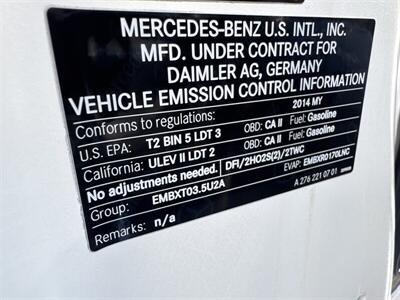 MERCEDES-BENZ U.S. INTL., INC.
MFD. UNDER CONTRACT FOR
DAIMLER AG, GERMANY
VEHICLE EMISSION CONTROL INFORMATION
Conforms to regulations: 2014 MY
U.S. EPA: T2 BIN 5 LDT 3 OBD: CA II Fuel: Gasoline
California: ULEV II LDT 2 OBD: CA II Fuel: Gasoline
No adjustments needed. DFI/2HO2S(2)/2TWC
Group: EMBXT03.5U2A EVAP: EMBXR0170LNC
Remarks: n/a A 276 221 07 01